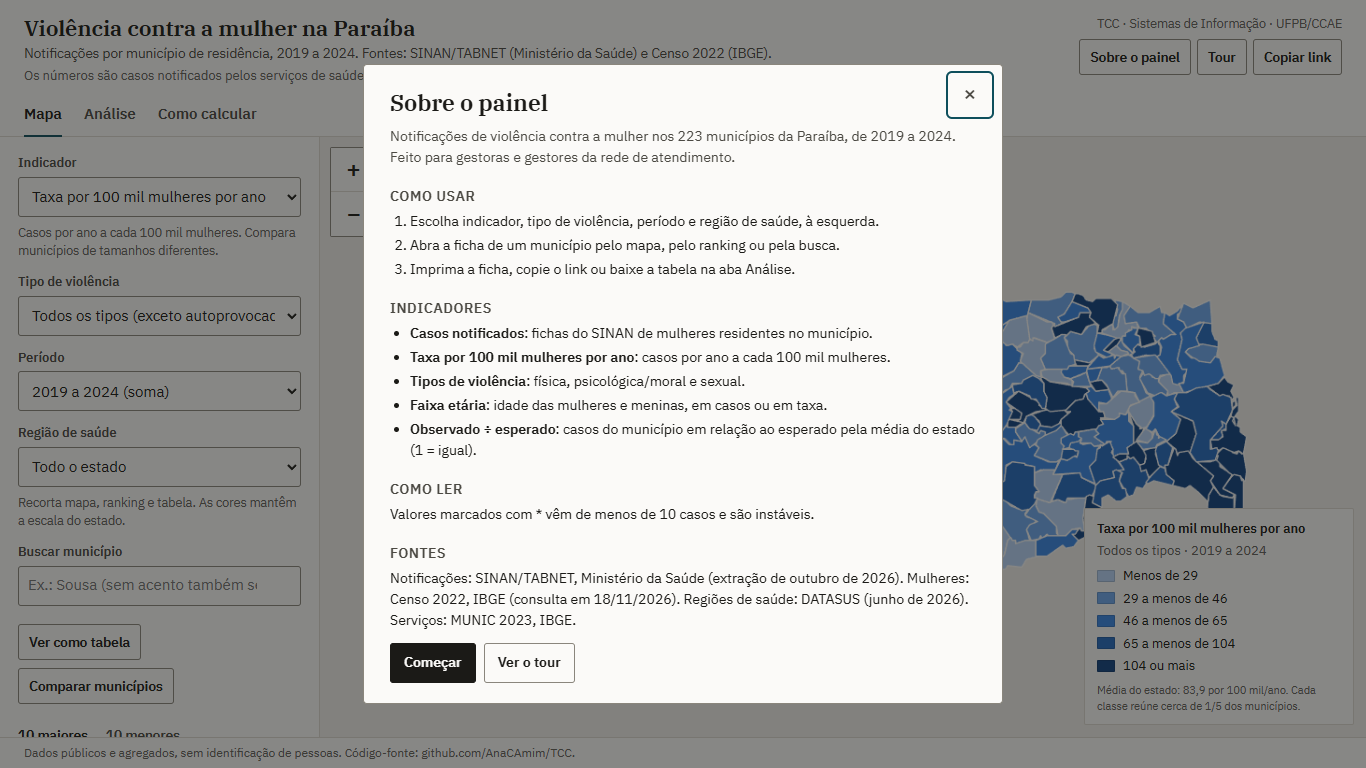 Violência contra a mulher na Paraíba
Notificações por município de residência, 2019 a 2024. Fontes: SINAN/TABNET (Ministério da Saúde) e Censo 2022 (IBGE).
Os números são casos notificados pelos serviços de saúde
TCC · Sistemas de Informação · UFPB/CCAE
Sobre o painel
Tour
Copiar link
Mapa
Análise
Como calcular
Indicador
Taxa por 100 mil mulheres por ano
Casos por ano a cada 100 mil mulheres. Compara
municípios de tamanhos diferentes.
Tipo de violência
Todos os tipos (exceto autoprovocac
Período
2019 a 2024 (soma)
Região de saúde
Todo o estado
Recorta mapa, ranking e tabela. As cores mantêm
a escala do estado.
Buscar município
Ex.: Sousa (sem acento também se
Ver como tabela
Comparar municípios
10 maiores
10 menores
+
−
Sobre o painel
×
Notificações de violência contra a mulher nos 223 municípios da Paraíba, de 2019 a 2024.
Feito para gestoras e gestores da rede de atendimento.
COMO USAR
1. Escolha indicador, tipo de violência, período e região de saúde, à esquerda.
2. Abra a ficha de um município pelo mapa, pelo ranking ou pela busca.
3. Imprima a ficha, copie o link ou baixe a tabela na aba Análise.
INDICADORES
• Casos notificados: fichas do SINAN de mulheres residentes no município.
• Taxa por 100 mil mulheres por ano: casos por ano a cada 100 mil mulheres.
• Tipos de violência: física, psicológica/moral e sexual.
• Faixa etária: idade das mulheres e meninas, em casos ou em taxa.
• Observado ÷ esperado: casos do município em relação ao esperado pela média do estado
(1 = igual).
COMO LER
Valores marcados com * vêm de menos de 10 casos e são instáveis.
FONTES
Notificações: SINAN/TABNET, Ministério da Saúde (extração de outubro de 2026). Mulheres:
Censo 2022, IBGE (consulta em 18/11/2026). Regiões de saúde: DATASUS (junho de 2026).
Serviços: MUNIC 2023, IBGE.
Começar
Ver o tour
Taxa por 100 mil mulheres por ano
Todos os tipos · 2019 a 2024
Menos de 29
29 a menos de 46
46 a menos de 65
65 a menos de 104
104 ou mais
Média do estado: 83,9 por 100 mil/ano. Cada
classe reúne cerca de 1/5 dos municípios.
Dados públicos e agregados, sem identificação de pessoas. Código-fonte: github.com/AnaCAmim/TCC.